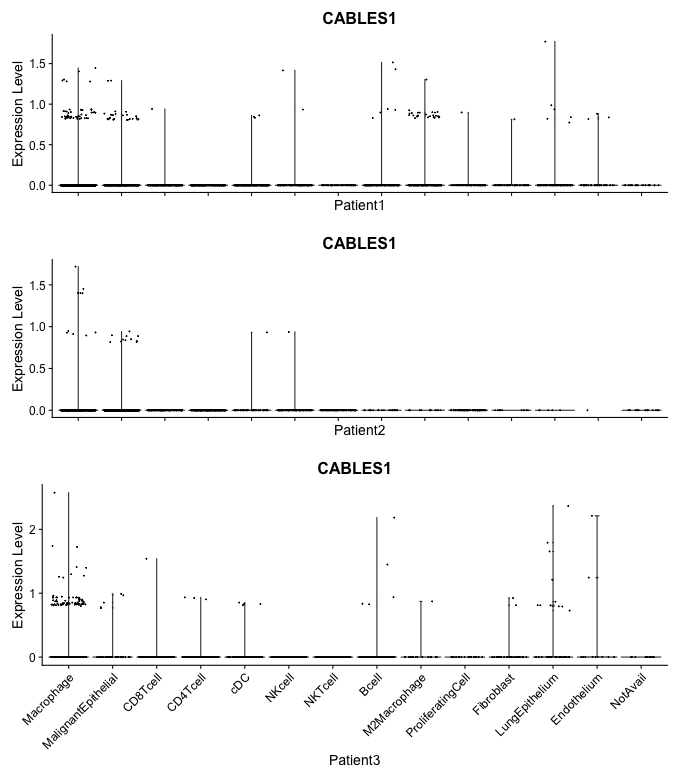 CABLES1
Expression Level
1.5
1.0
0.5
0.0
Patient1
CABLES1
Expression Level
1.5
1.0
0.5
0.0
Patient2
CABLES1
Expression Level
2
1
0
Macrophage
MalignantEpithelial
CD8Tcell
CD4Tcell
cDC
NKcell
NKTcell
Bcell
M2Macrophage
ProliferatingCell
Fibroblast
LungEpithelium
Endothelium
NotAvail
Patient3